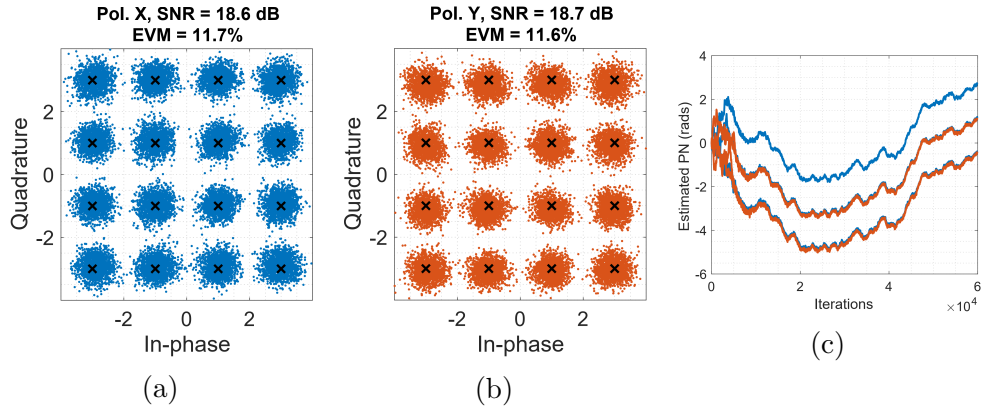 Pol. X, SNR = 18.6 dB
EVM = 11.7%
Quadrature
2
0
-2
-2
0
2
In-phase
(a)
Pol. Y, SNR = 18.7 dB
EVM = 11.6%
Quadrature
2
0
-2
-2
0
2
In-phase
(b)
Estimated PN (rads)
4
2
0
-2
-4
-6
0
2
4
6
Iterations
×10^4
(c)